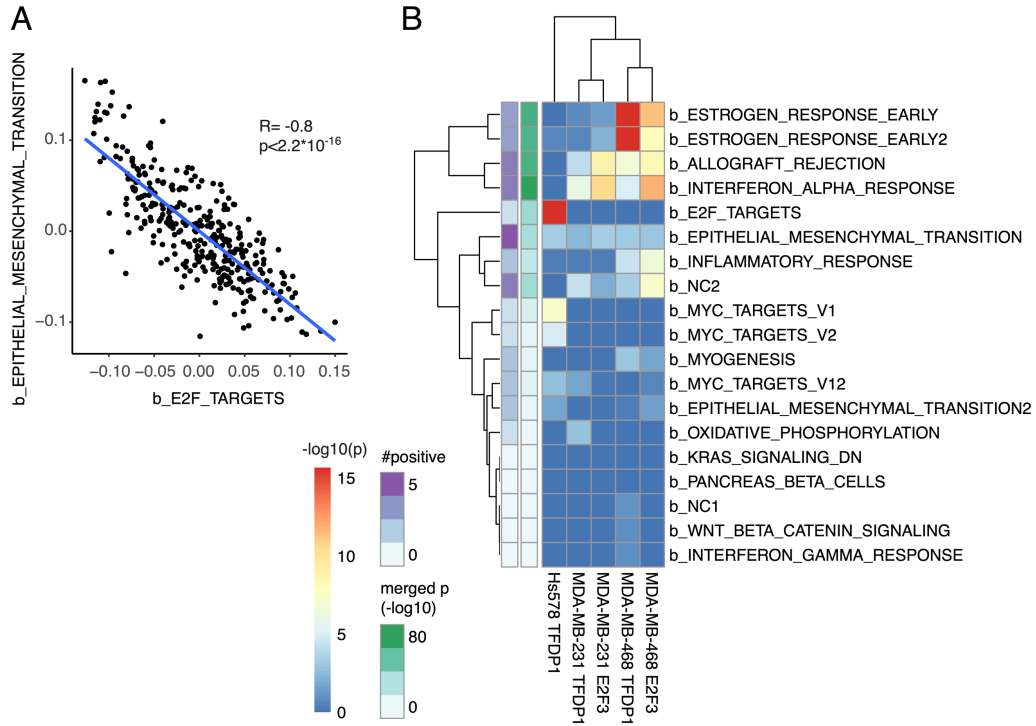 A
b_EPITHELIAL_MESENCHYMAL_TRANSITION
0.1
0.0
−0.1
R= -0.8
p<2.2*10-16
−0.10 −0.05 0.00 0.05 0.10 0.15
b_E2F_TARGETS
B
b_ESTROGEN_RESPONSE_EARLY
b_ESTROGEN_RESPONSE_EARLY2
b_ALLOGRAFT_REJECTION
b_INTERFERON_ALPHA_RESPONSE
b_E2F_TARGETS
b_EPITHELIAL_MESENCHYMAL_TRANSITION
b_INFLAMMATORY_RESPONSE
b_NC2
b_MYC_TARGETS_V1
b_MYC_TARGETS_V2
b_MYOGENESIS
b_MYC_TARGETS_V12
b_EPITHELIAL_MESENCHYMAL_TRANSITION2
b_OXIDATIVE_PHOSPHORYLATION
b_KRAS_SIGNALING_DN
b_PANCREAS_BETA_CELLS
b_NC1
b_WNT_BETA_CATENIN_SIGNALING
b_INTERFERON_GAMMA_RESPONSE
Hs578 TFDP1
MDA-MB-231 TFDP1
MDA-MB-231 E2F3
MDA-MB-468 TFDP1
MDA-MB-468 E2F3
-log10(p)
15
10
5
0
#positive
5
0
merged p
(-log10)
80
0